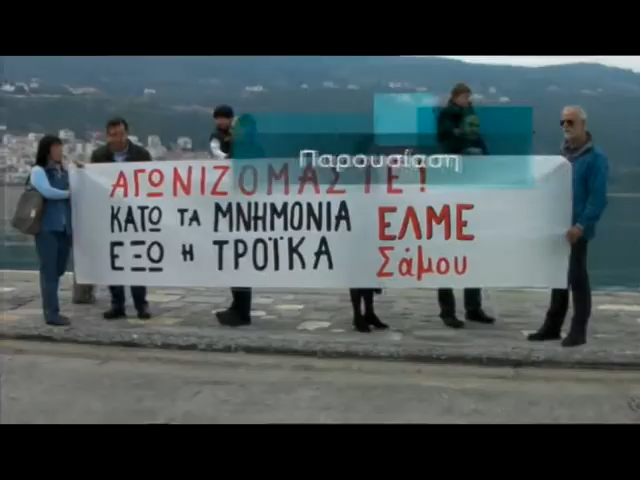 Παρουσίαση
ΑΓΩΝΙΖΟΜΑΣΤΕ!
ΚΑΤΩ ΤΑ ΜΝΗΜΟΝΙΑ
ΕΞΩ Η ΤΡΟΪΚΑ
ΕΛΜΕ
Σάμου